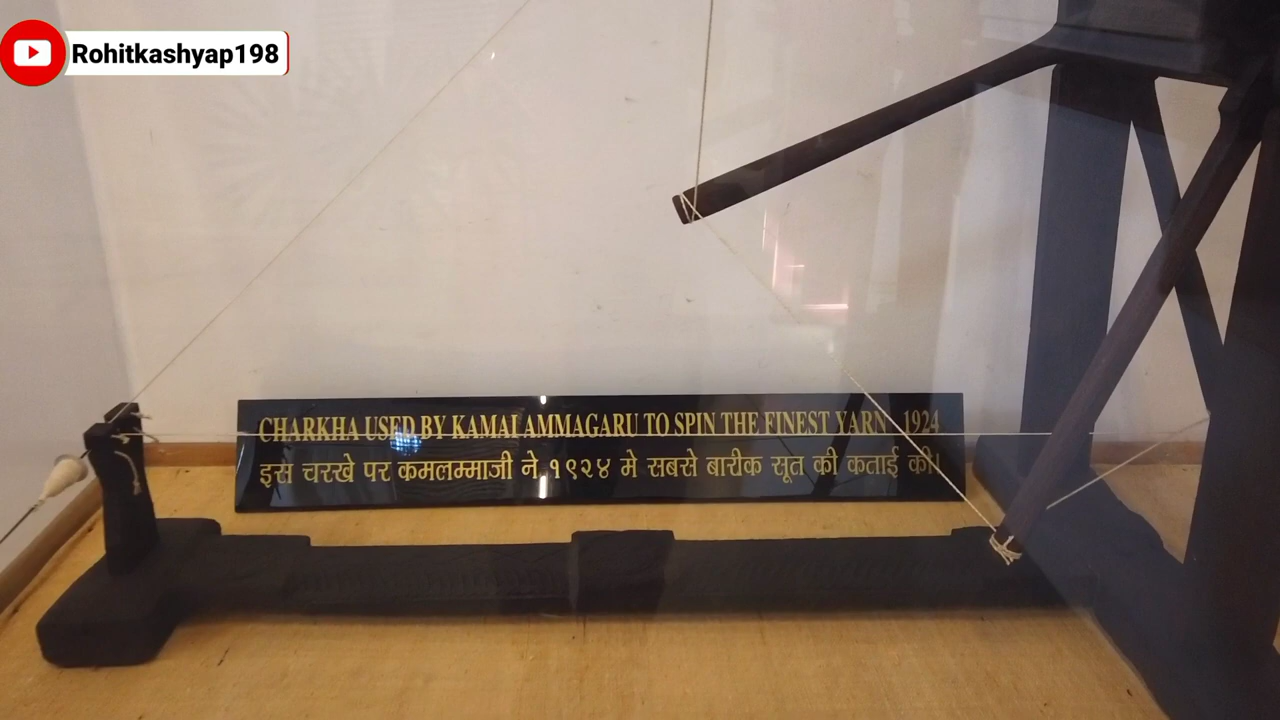 Rohitkashyap198
CHARKHA USED BY KAMALAMMAGARU TO SPIN THE FINEST YARN - 1924
इस चरखे पर कमलम्माजी ने १९२४ मे सबसे बारीक सूत की कताई की।